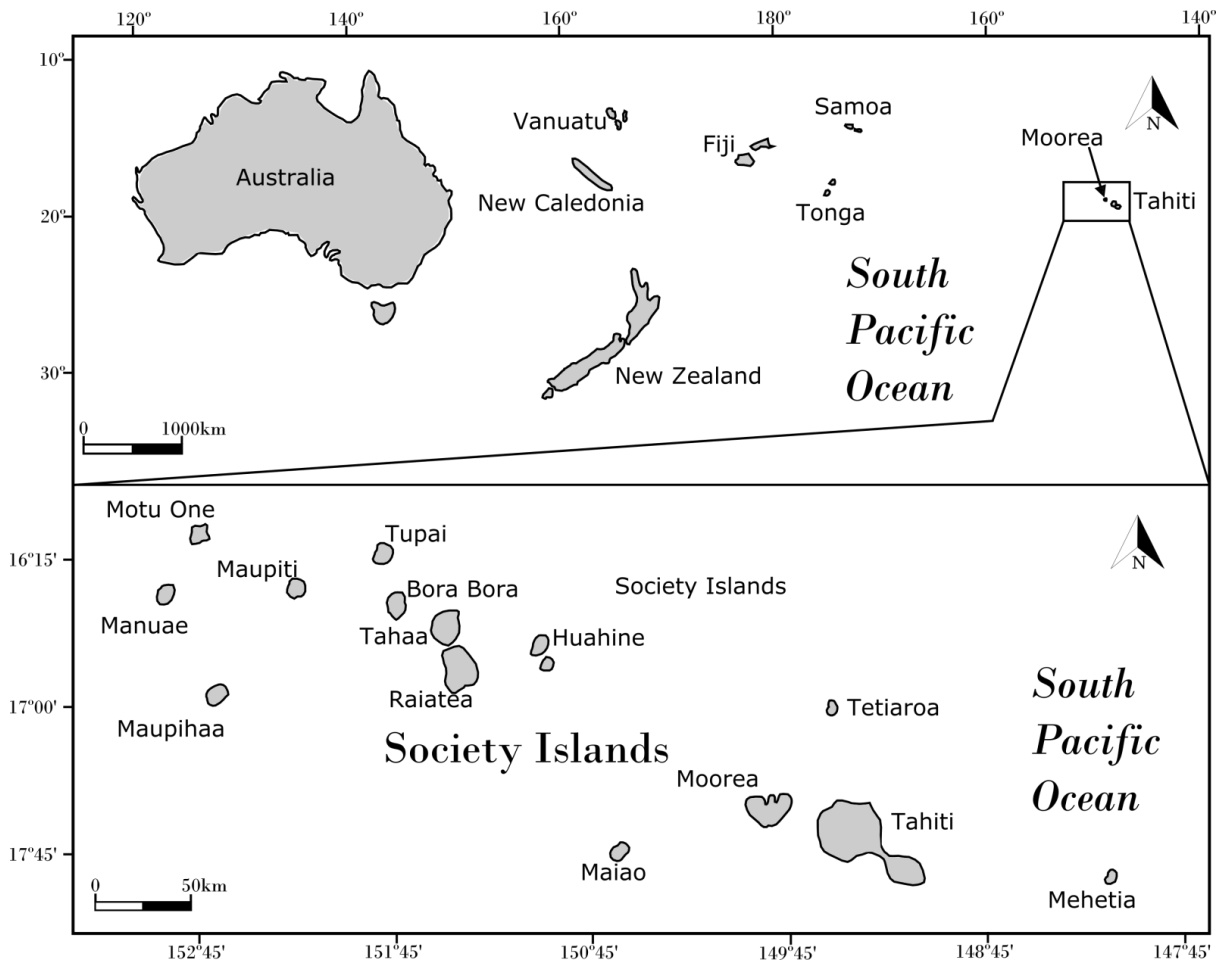 120º 140º 160º 180º 160º 140º
10º
Samoa
Vanuatu
N
Fiji
Moorea
Australia
New Caledonia
20º
Tonga
Tahiti
South
Pacific
Ocean
30º
New Zealand
0 1000km
Motu One
Tupai
16º15'
N
Maupiti
Bora Bora
Society Islands
Manuae
Tahaa
Huahine
Raiatea
South
Pacific
Ocean
17º00'
Tetiaroa
Maupihaa
Society Islands
Moorea
Tahiti
17º45'
Maiao
0 50km
Mehetia
152º45' 151º45' 150º45' 149º45' 148º45' 147º45'